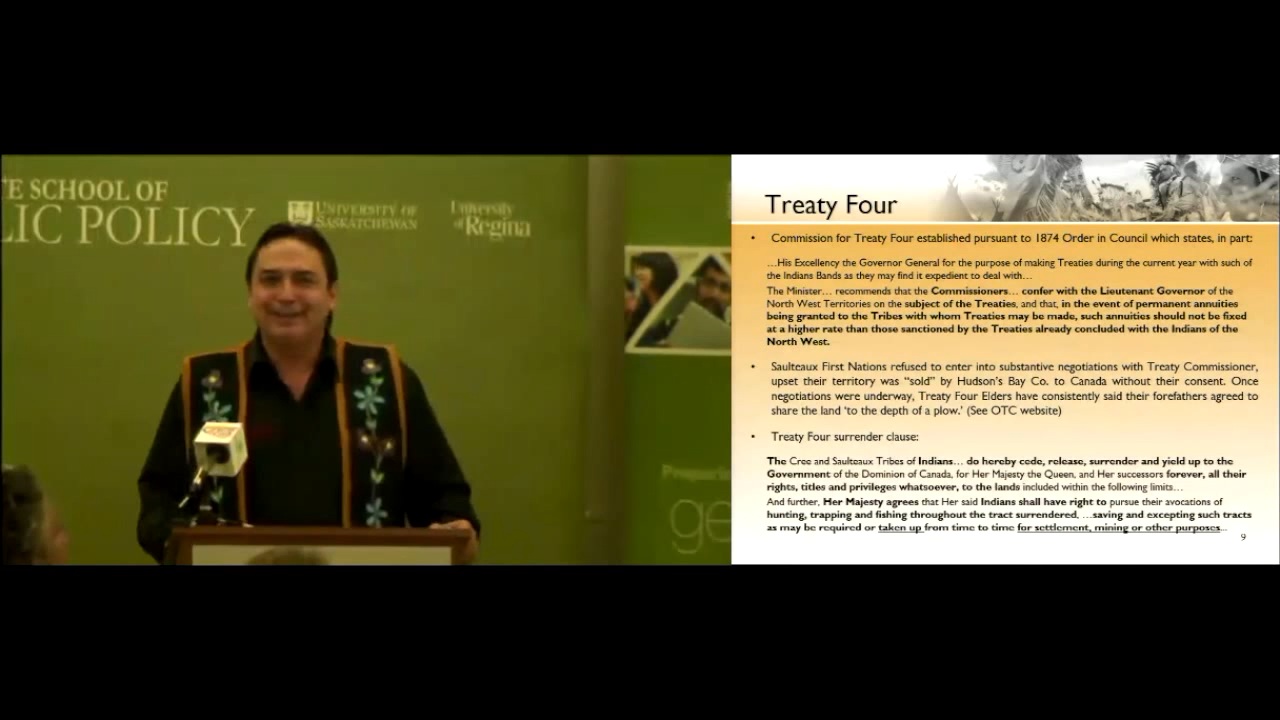 TE SCHOOL OF
LIC POLICY
UNIVERSITY OF
SASKATCHEWAN
University
of Regina
ge
Treaty Four
• Commission for Treaty Four established pursuant to 1874 Order in Council which states, in part:
…His Excellency the Governor General for the purpose of making Treaties during the current year with such of
the Indians Bands as they may find it expedient to deal with…
The Minister… recommends that the Commissioners… confer with the Lieutenant Governor of the
North West Territories on the subject of the Treaties, and that, in the event of permanent annuities
being granted to the Tribes with whom Treaties may be made, such annuities should not be fixed
at a higher rate than those sanctioned by the Treaties already concluded with the Indians of the
North West.
• Saulteaux First Nations refused to enter into substantive negotiations with Treaty Commissioner,
upset their territory was “sold” by Hudson’s Bay Co. to Canada without their consent. Once
negotiations were underway, Treaty Four Elders have consistently said their forefathers agreed to
share the land ‘to the depth of a plow.’ (See OTC website)
• Treaty Four surrender clause:
The Cree and Saulteaux Tribes of Indians… do hereby cede, release, surrender and yield up to the
Government of the Dominion of Canada, for Her Majesty the Queen, and Her successors forever, all their
rights, titles and privileges whatsoever, to the lands included within the following limits…
And further, Her Majesty agrees that Her said Indians shall have right to pursue their avocations of
hunting, trapping and fishing throughout the tract surrendered, …saving and excepting such tracts
as may be required or taken up from time to time for settlement, mining or other purposes…
9